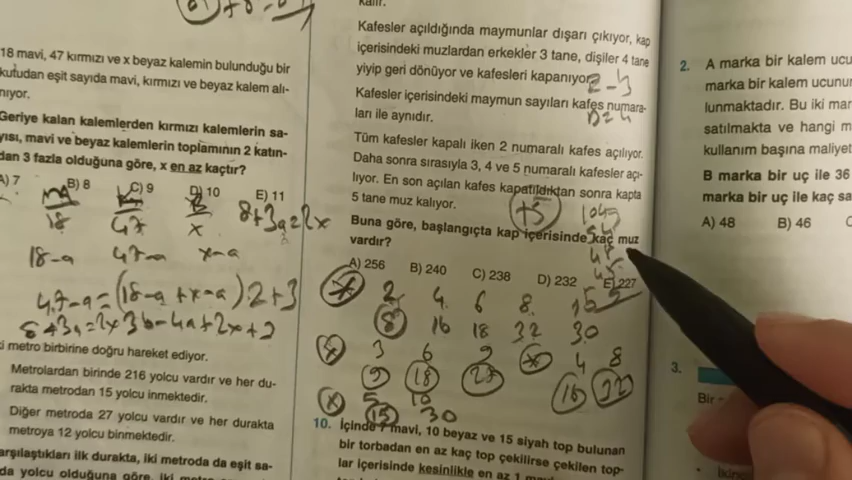 kalır.
Kafesler açıldığında maymunlar dışarı çıkıyor, kap
içerisindeki muzlardan erkekler 3 tane, dişiler 4 tane
yiyip geri dönüyor ve kafesleri kapanıyor.
Kafesler içerisindeki maymun sayıları kafes numara-
ları ile aynıdır.
Tüm kafesler kapalı iken 2 numaralı kafes açılıyor.
Daha sonra sırasıyla 3, 4 ve 5 numaralı kafesler açı-
lıyor. En son açılan kafes kapatıldıktan sonra kapta
5 tane muz kalıyor.
+5
Buna göre, başlangıçta kap içerisinde kaç muz
vardır?
A) 256 B) 240 C) 238 D) 232 E) 227
2 4 6 8
8 16 18 32 30
3 6 9 4 8
9 18 16
15 30
10. İçinde 7 mavi, 10 beyaz ve 15 siyah top bulunan
bir torbadan en az kaç top çekilirse çekilen top-
lar içerisinde kesinlikle en az 1
18 mavi, 47 kırmızı ve x beyaz kalemin bulunduğu bir
kutudan eşit sayıda mavi, kırmızı ve beyaz kalem alı-
nıyor.
Geriye kalan kalemlerden kırmızı kalemlerin sa-
yısı, mavi ve beyaz kalemlerin toplamının 2 katın-
dan 3 fazla olduğuna göre, x en az kaçtır?
A) 7 B) 8 C) 9 D) 10 E) 11
18 47 x 8+3a=2x
18-a 47-a x-a
47-a=(18-a+x-a).2+3
metro birbirine doğru hareket ediyor.
Metrolardan birinde 216 yolcu vardır ve her du-
rakta metrodan 15 yolcu inmektedir.
Diğer metroda 27 yolcu vardır ve her durakta
metroya 12 yolcu binmektedir.
arşılaştıkları ilk durakta, iki metroda da eşit sa-
da yolcu olduğuna göre, iki
2. A marka bir kalem ucu
marka bir kalem ucunu
lunmaktadır. Bu iki mar
satılmakta ve hangi m
kullanım başına maliyet
B marka bir uç ile 36
marka bir uç ile kaç sa
A) 48 B) 46 C
3.
Bir